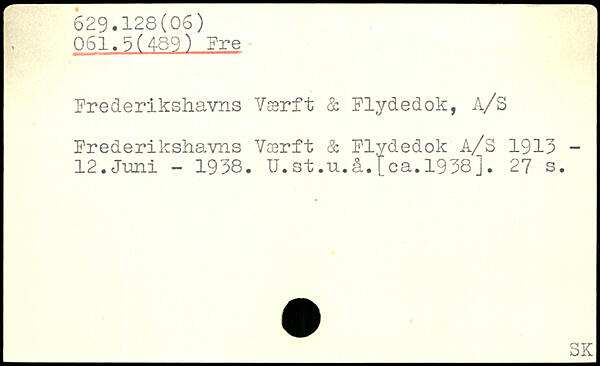 629.128(06)
061.5(489) Fre
Frederikshavns Værft & Flydedok, A/S
Frederikshavns Værft & Flydedok A/S 1913 -
12.Juni - 1938. U.st.u.å.[ca.1938]. 27 s.
SK